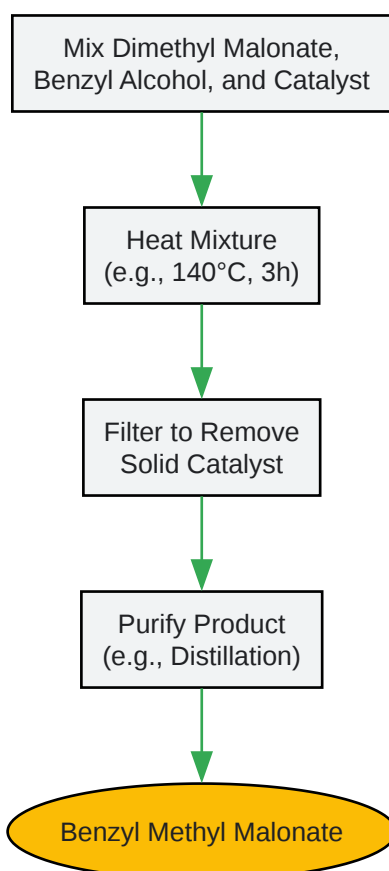 Mix Dimethyl Malonate,
Benzyl Alcohol, and Catalyst
Heat Mixture
(e.g., 140°C, 3h)
Filter to Remove
Solid Catalyst
Purify Product
(e.g., Distillation)
Benzyl Methyl Malonate